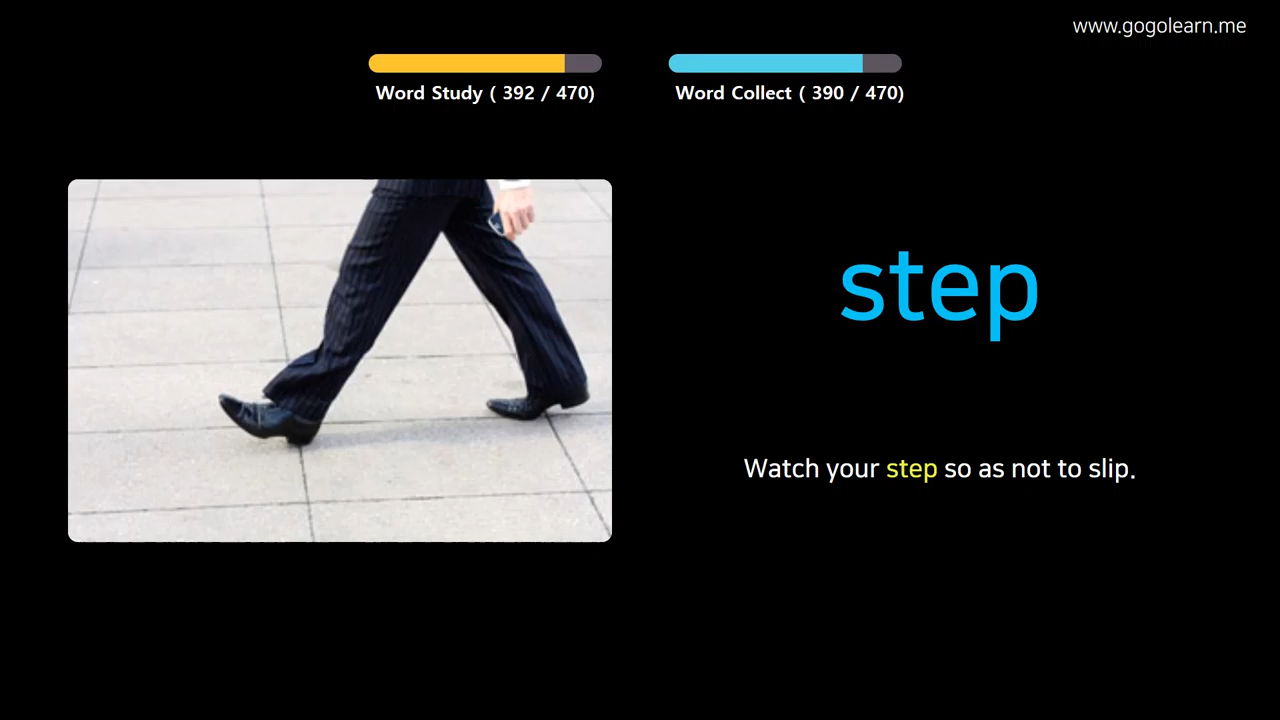 www.gogolearn.me
Word Study ( 392 / 470)
Word Collect ( 390 / 470)
step
Watch your step so as not to slip.